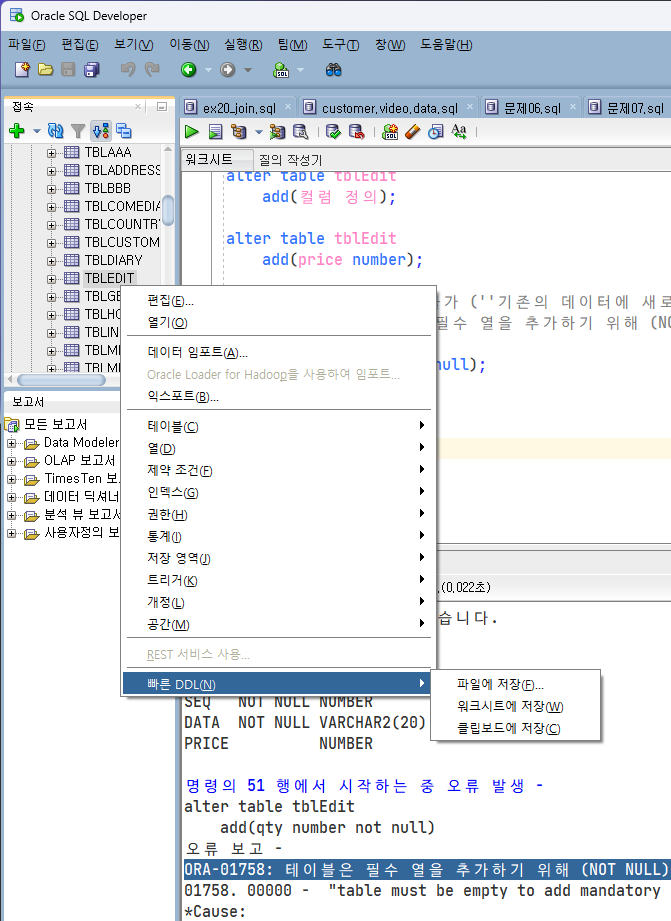 Oracle SQL Developer
파일(F) 편집(E) 보기(V) 이동(N) 실행(R) 팀(M) 도구(T) 창(W) 도움말(H)
접속
ex20_join.sql customer,video,data.sql 문제06.sql 문제07.sql
워크시트 질의 작성기
TBLAAA
TBLADDRESS
TBLBBB
TBLCOMEDIA
TBLCOUNTRY
TBLCUSTOM
TBLDIARY
TBLEDIT
TBLGE
TBLHO
TBLIN
TBLME
alter table tblEdit
add(컬럼 정의);
alter table tblEdit
add(price number);
가 (''기존의 데이터에 새로
필수 열을 추가하기 위해 (NO
null);
보고서
모든 보고서
Data Modeler
OLAP 보고서
TimesTen 보
데이터 딕셔너
분석 뷰 보고서
사용자정의 보
편집(E)...
열기(O)
데이터 임포트(A)...
Oracle Loader for Hadoop을 사용하여 임포트...
익스포트(B)...
테이블(C)
열(D)
제약 조건(F)
인덱스(G)
권한(H)
통계(I)
저장 영역(J)
트리거(K)
개정(L)
공간(M)
REST 서비스 사용...
빠른 DDL(N)
파일에 저장(F)...
워크시트에 저장(W)
클립보드에 저장(C)
(0,022초)
습니다.
SEQ NOT NULL NUMBER
DATA NOT NULL VARCHAR2(20)
PRICE NUMBER
명령의 51 행에서 시작하는 중 오류 발생 -
alter table tblEdit
add(qty number not null)
오류 보고 -
ORA-01758: 테이블은 필수 열을 추가하기 위해 (NOT NULL)
01758. 00000 - "table must be empty to add mandatory
*Cause: